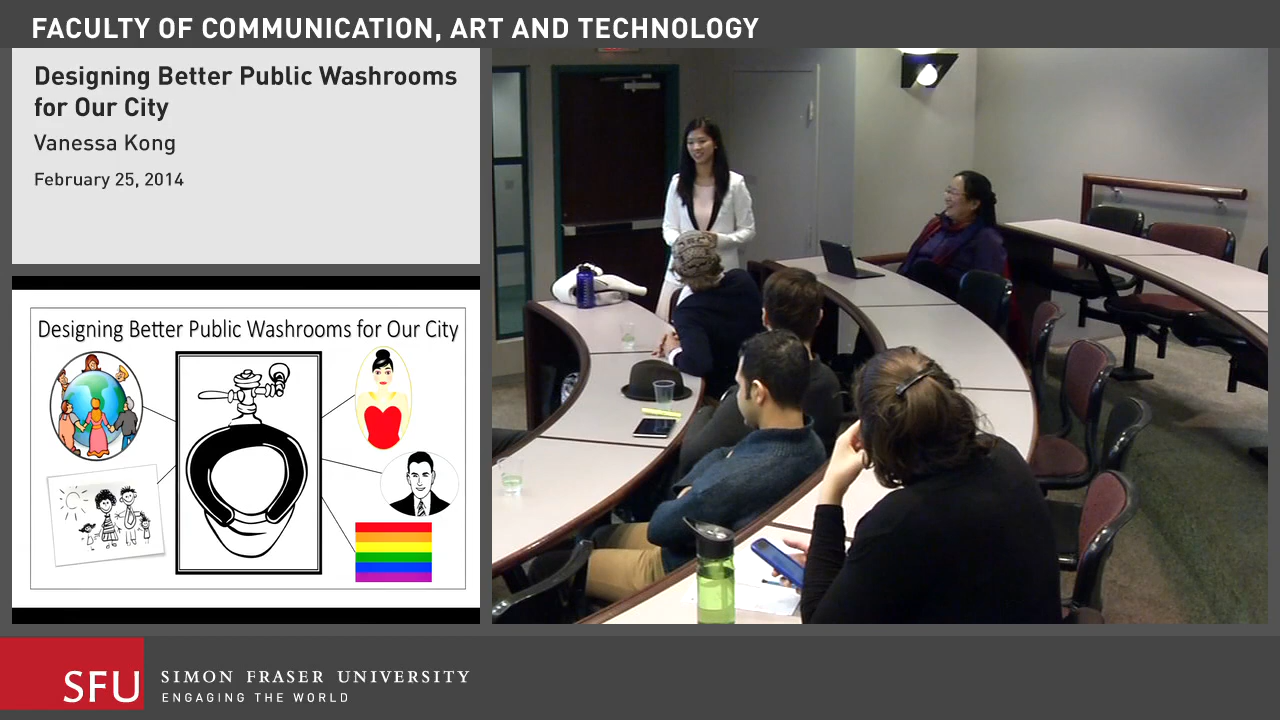 FACULTY OF COMMUNICATION, ART AND TECHNOLOGY
Designing Better Public Washrooms
for Our City
Vanessa Kong
February 25, 2014
Designing Better Public Washrooms for Our City
SFU
SIMON FRASER UNIVERSITY
ENGAGING THE WORLD